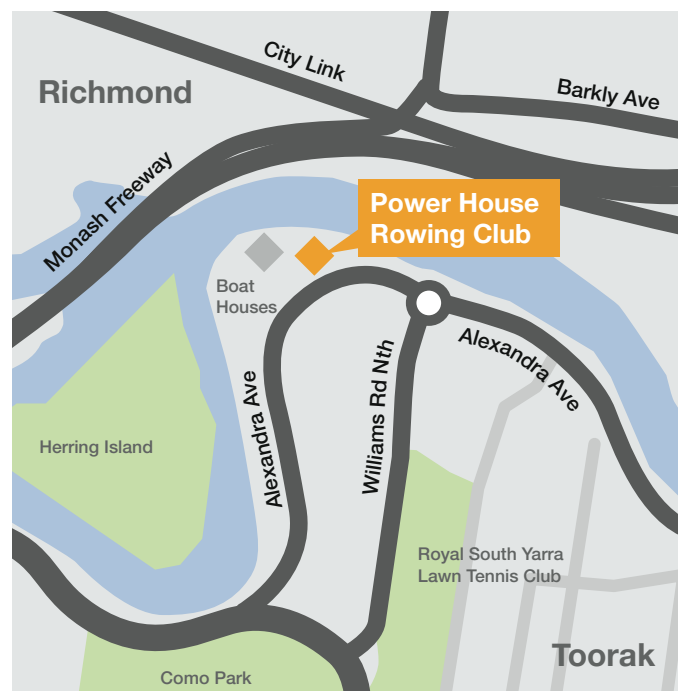 City Link
Richmond
Barkly Ave
Monash Freeway
Power House
Rowing Club
Boat
Houses
Alexandra Ave
Williams Rd Nth
Alexandra Ave
Herring Island
Royal South Yarra
Lawn Tennis Club
Toorak
Como Park